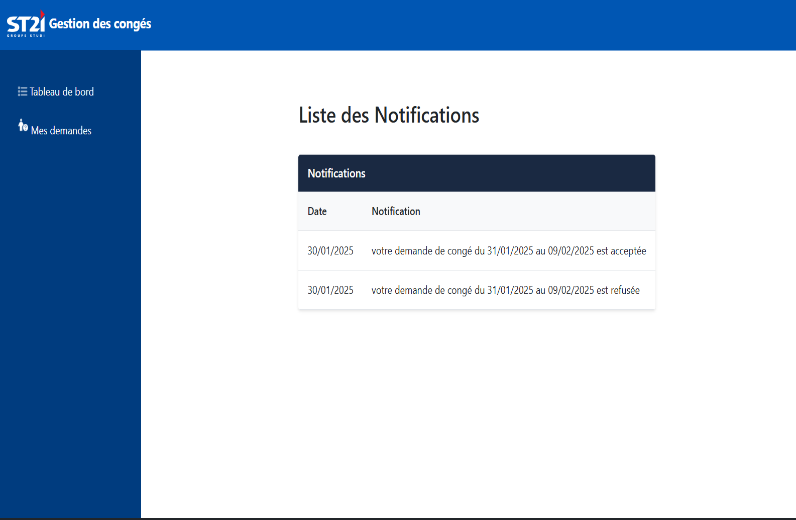 ST2i Gestion des congés
GROUPE STUDI
Tableau de bord
Mes demandes
Liste des Notifications
Notifications
Date Notification
30/01/2025 votre demande de congé du 31/01/2025 au 09/02/2025 est acceptée
30/01/2025 votre demande de congé du 31/01/2025 au 09/02/2025 est refusée